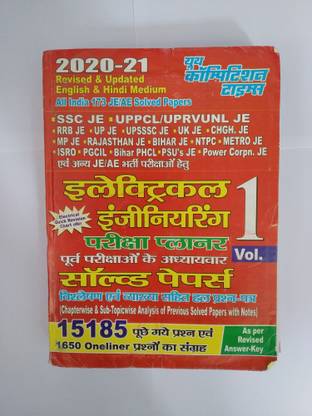 2020-21
Revised & Updated
English & Hindi Medium
All India 173 JE/AE Solved Papers
यूथ
कॉम्पिटिशन
टाइम्स
SSC JE • UPPCL/UPRVUNL JE
RRB JE • UP JE • UPSSSC JE • UK JE • CHGH. JE
MP JE • RAJASTHAN JE • BIHAR JE • NTPC • METRO JE
ISRO • PGCIL • Bihar PHCL • PSU's JE • Power Corpn. JE
एवं अन्य JE/AE भर्ती परीक्षाओं हेतु
इलेक्ट्रिकल
इंजीनियरिंग
1
Vol.
Electrical
Quick Revision
Chart
परीक्षा प्लानर
पूर्व परीक्षाओं के अध्यायवार
सॉल्व्ड पेपर्स
विश्लेषण एवं व्याख्या सहित हल प्रश्न-पत्र
(Chapterwise & Sub-Topicwise Analysis of Previous Solved Papers with Notes)
15185 पूछे गये प्रश्न एवं
1650 Oneliner प्रश्नों का संग्रह
As per
Revised
Answer-Key